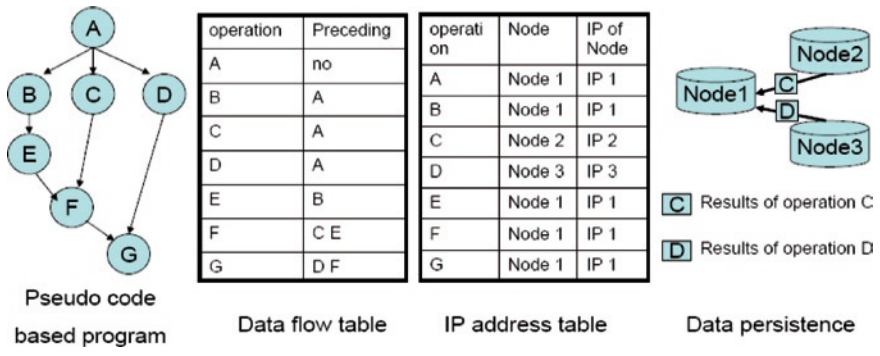 A
B C D
E
F
G
Pseudo code
based program
operation Preceding
A no
B A
C A
D A
E B
F C E
G D F
Data flow table
operati
on Node IP of
Node
A Node 1 IP 1
B Node 1 IP 1
C Node 2 IP 2
D Node 3 IP 3
E Node 1 IP 1
F Node 1 IP 1
G Node 1 IP 1
IP address table
Node2
Node1
C
D
Node3
C Results of operation C
D Results of operation D
Data persistence